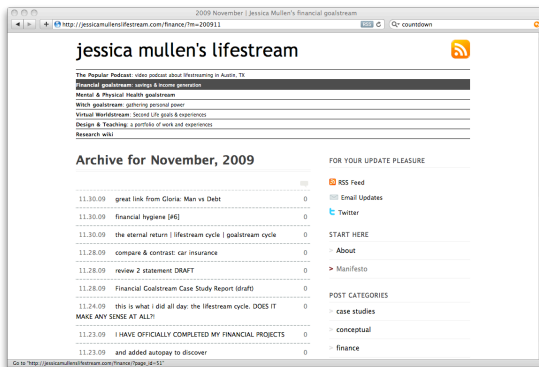 2009 November | Jessica Mullen's financial goalstream
http://jessicamullenslifestream.com/finance/?m=200911
RSS
countdown
jessica mullen's lifestream
The Popular Podcast: video podcast about lifestreaming in Austin, TX
Financial goalstream: savings & income generation
Mental & Physical Health goalstream
Witch goalstream: gathering personal power
Virtual Worldstream: Second Life goals & experiences
Design & Teaching: a portfolio of work and experiences
Research wiki
Archive for November, 2009
11.30.09 great link from Gloria: Man vs Debt 0
11.30.09 financial hygiene [#6] 0
11.30.09 the eternal return | lifestream cycle | goalstream cycle 0
11.28.09 compare & contrast: car insurance 0
11.28.09 review 2 statement DRAFT 0
11.28.09 Financial Goalstream Case Study Report (draft) 0
11.24.09 this is what i did all day: the lifestream cycle. DOES IT 0
MAKE ANY SENSE AT ALL?!
11.23.09 I HAVE OFFICIALLY COMPLETED MY FINANCIAL PROJECTS 0
11.23.09 and added autopay to discover 0
FOR YOUR UPDATE PLEASURE
RSS Feed
Email Updates
Twitter
START HERE
> About
> Manifesto
POST CATEGORIES
> case studies
> conceptual
> finance
Go to "http://jessicamullenslifestream.com/finance/?page_id=51"